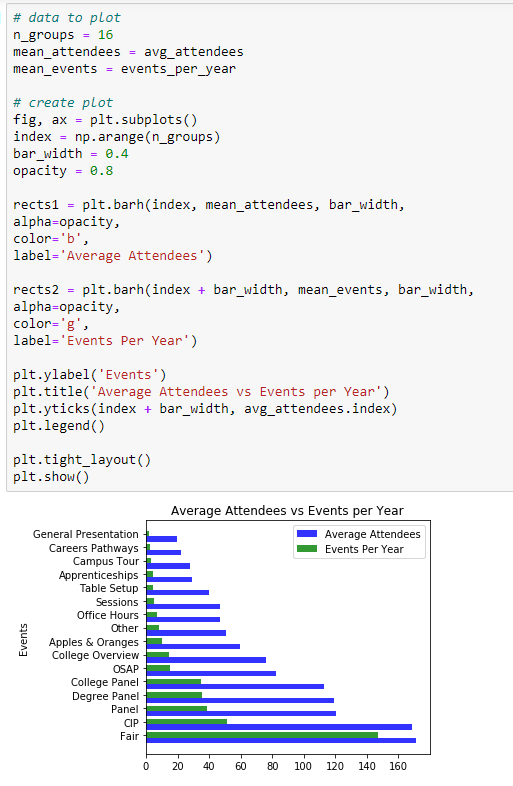 # data to plot
n_groups = 16
mean_attendees = avg_attendees
mean_events = events_per_year
# create plot
fig, ax = plt.subplots()
index = np.arange(n_groups)
bar_width = 0.4
opacity = 0.8
rects1 = plt.barh(index, mean_attendees, bar_width,
alpha=opacity,
color='b',
label='Average Attendees')
rects2 = plt.barh(index + bar_width, mean_events, bar_width,
alpha=opacity,
color='g',
label='Events Per Year')
plt.ylabel('Events')
plt.title('Average Attendees vs Events per Year')
plt.yticks(index + bar_width, avg_attendees.index)
plt.legend()
plt.tight_layout()
plt.show()
Average Attendees vs Events per Year
Average Attendees
Events Per Year
Events
General Presentation
Careers Pathways
Campus Tour
Apprenticeships
Table Setup
Sessions
Office Hours
Other
Apples & Oranges
College Overview
OSAP
College Panel
Degree Panel
Panel
CIP
Fair
0 20 40 60 80 100 120 140 160